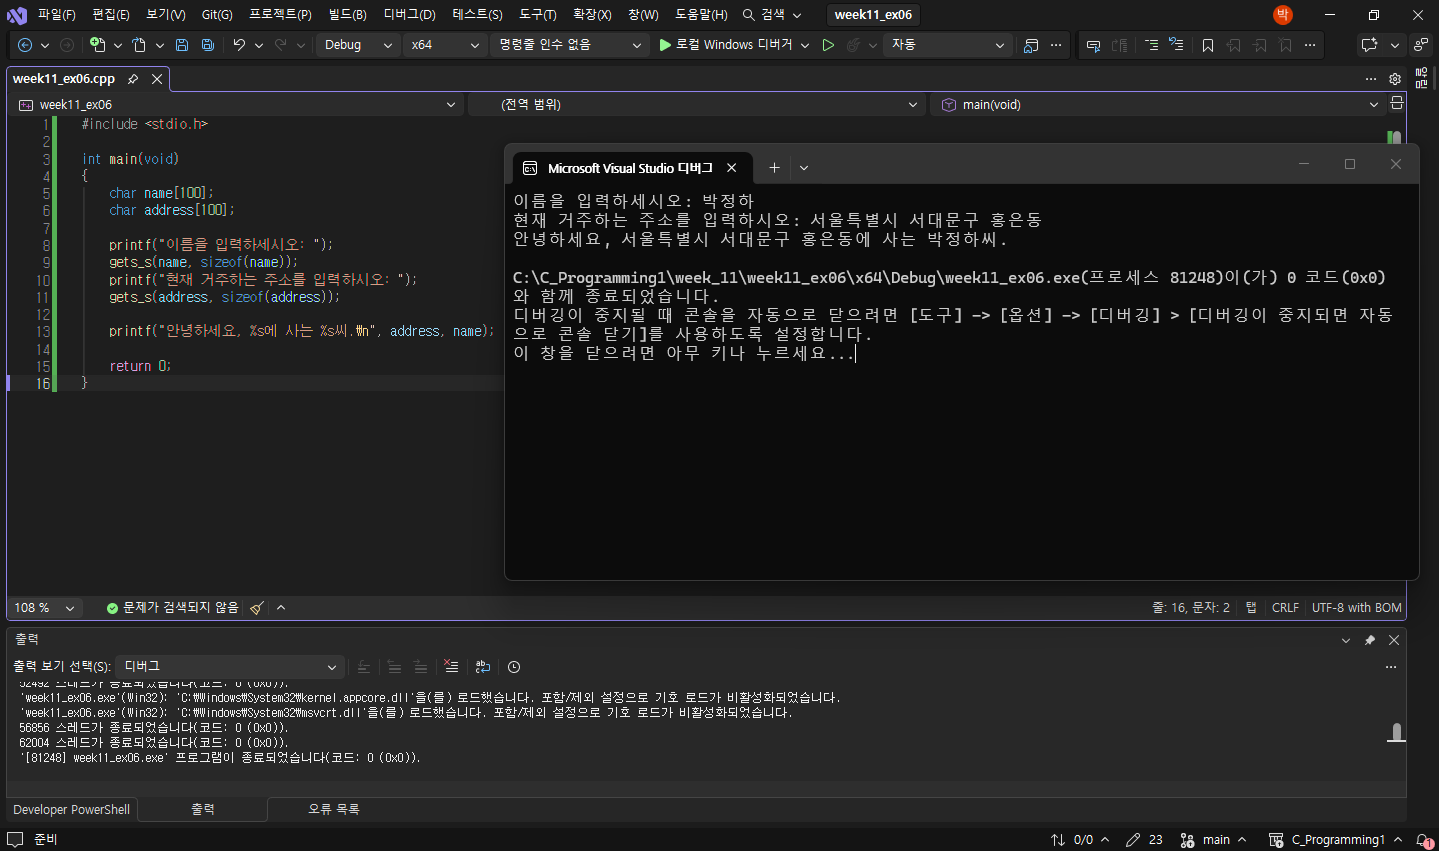 파일(F) 편집(E) 보기(V) Git(G) 프로젝트(P) 빌드(B) 디버그(D) 테스트(S) 도구(T) 확장(X) 창(W) 도움말(H) 검색 week11_ex06 박
Debug x64 명령줄 인수 없음 로컬 Windows 디버거 자동
week11_ex06.cpp
week11_ex06 (전역 범위) main(void)
1 #include <stdio.h>
2
3 int main(void)
4 {
5 char name[100];
6 char address[100];
7
8 printf("이름을 입력하세시오: ");
9 gets_s(name, sizeof(name));
10 printf("현재 거주하는 주소를 입력하시오: ");
11 gets_s(address, sizeof(address));
12
13 printf("안녕하세요, %s에 사는 %s씨.₩n", address, name);
14
15 return 0;
16 }
Microsoft Visual Studio 디버그
이름을 입력하세시오: 박정하
현재 거주하는 주소를 입력하시오: 서울특별시 서대문구 홍은동
안녕하세요, 서울특별시 서대문구 홍은동에 사는 박정하씨.
C:\C_Programming1\week_11\week11_ex06\x64\Debug\week11_ex06.exe(프로세스 81248)이(가) 0 코드(0x0)
와 함께 종료되었습니다.
디버깅이 중지될 때 콘솔을 자동으로 닫으려면 [도구] -> [옵션] -> [디버깅] > [디버깅이 중지되면 자동
으로 콘솔 닫기]를 사용하도록 설정합니다.
이 창을 닫으려면 아무 키나 누르세요...
108 % 문제가 검색되지 않음 줄: 16, 문자: 2 탭 CRLF UTF-8 with BOM
출력
출력 보기 선택(S): 디버그
52492 스레드가 종료되었습니다(코드: 0 (0x0)).
'week11_ex06.exe'(Win32): 'C:₩Windows₩System32₩kernel.appcore.dll'을(를) 로드했습니다. 포함/제외 설정으로 기호 로드가 비활성화되었습니다.
'week11_ex06.exe'(Win32): 'C:₩Windows₩System32₩msvcrt.dll'을(를) 로드했습니다. 포함/제외 설정으로 기호 로드가 비활성화되었습니다.
56856 스레드가 종료되었습니다(코드: 0 (0x0)).
62004 스레드가 종료되었습니다(코드: 0 (0x0)).
'[81248] week11_ex06.exe' 프로그램이 종료되었습니다(코드: 0 (0x0)).
Developer PowerShell 출력 오류 목록
준비 0/0 23 main C_Programming1 1